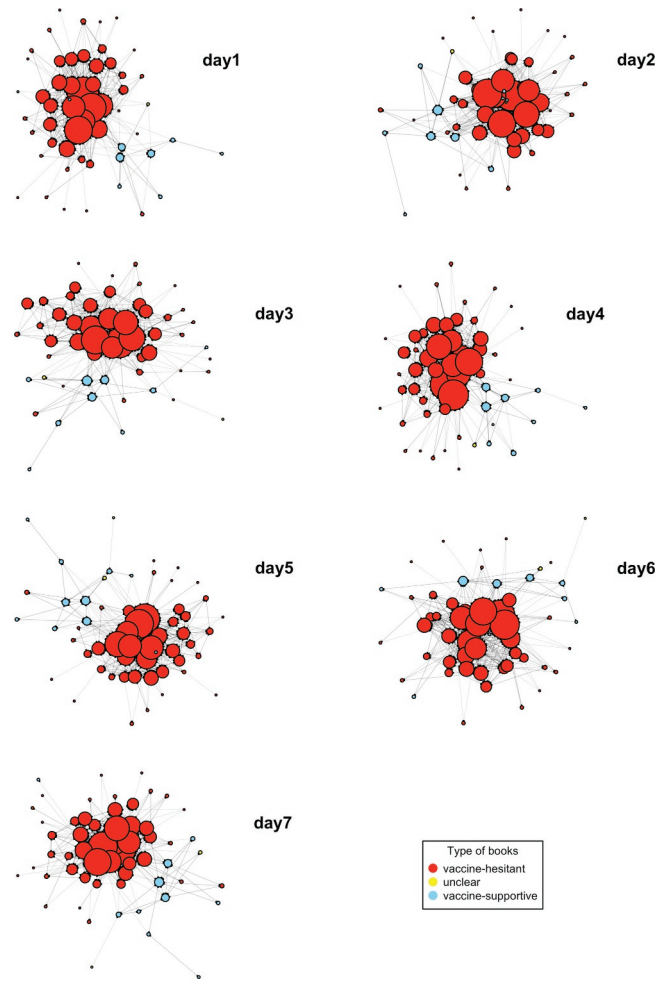 day1
day2
day3
day4
day5
day6
day7
Type of books
vaccine-hesitant
unclear
vaccine-supportive